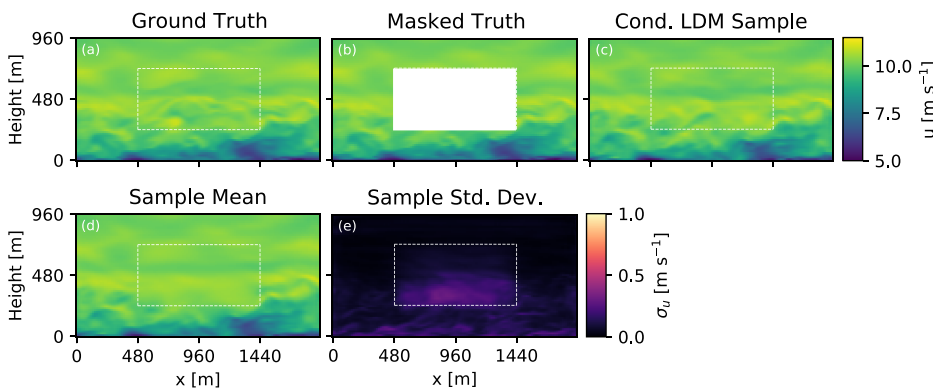 Ground Truth
Masked Truth
Cond. LDM Sample
Height [m]
960
480
0
(a)
(b)
(c)
10.0
7.5
5.0
u [m s⁻¹]
Sample Mean
Sample Std. Dev.
Height [m]
960
480
0
(d)
(e)
1.0
0.5
0.0
σᵤ [m s⁻¹]
0 480 960 1440
0 480 960 1440
x [m]
x [m]